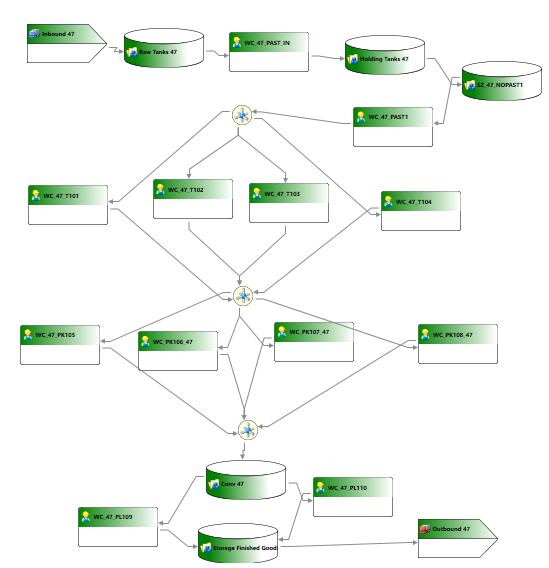 Inbound 47
Raw Tanks 47
WC_47_PAST_IN
Holding Tanks 47
SZ_47_NOPAST1
WC_47_PAST1
WC_47_T101
WC_47_T102
WC_47_T103
WC_47_T104
WC_47_PK105
WC_PK106_47
WC_PK107_47
WC_PK108_47
Conv 47
WC_47_PL110
WC_47_PL109
Storage Finished Good
Outbound 47